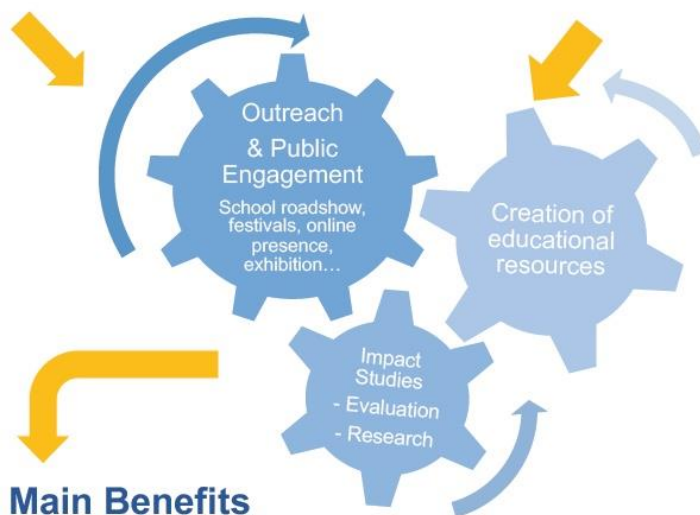 Outreach
& Public
Engagement
School roadshow,
festivals, online
presence,
exhibition...
Creation of
educational
resources
Impact
Studies
- Evaluation
- Research
Main Benefits